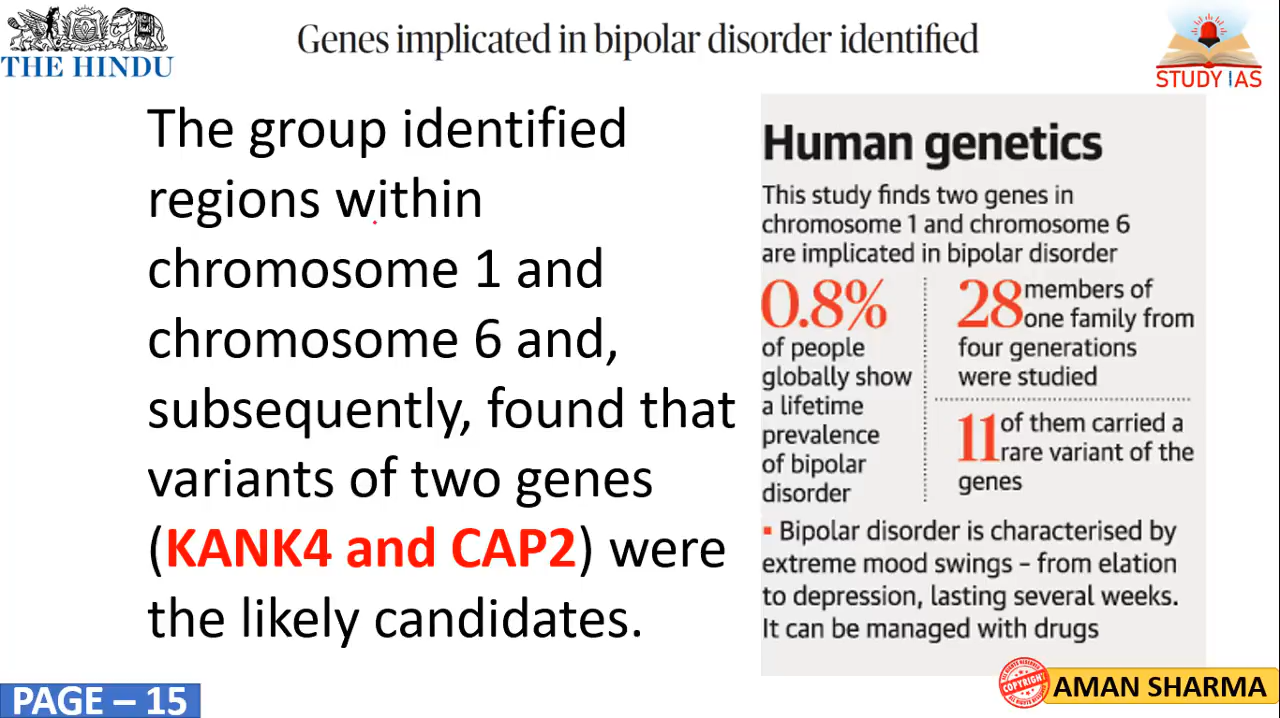 THE HINDU
Genes implicated in bipolar disorder identified
STUDY IAS
The group identified
regions within
chromosome 1 and
chromosome 6 and,
subsequently, found that
variants of two genes
(KANK4 and CAP2) were
the likely candidates.
Human genetics
This study finds two genes in
chromosome 1 and chromosome 6
are implicated in bipolar disorder
0.8%
of people
globally show
a lifetime
prevalence
of bipolar
disorder
28 members of
one family from
four generations
were studied
11 of them carried a
rare variant of the
genes
▪ Bipolar disorder is characterised by
extreme mood swings – from elation
to depression, lasting several weeks.
It can be managed with drugs
PAGE – 15
COPYRIGHT
AMAN SHARMA